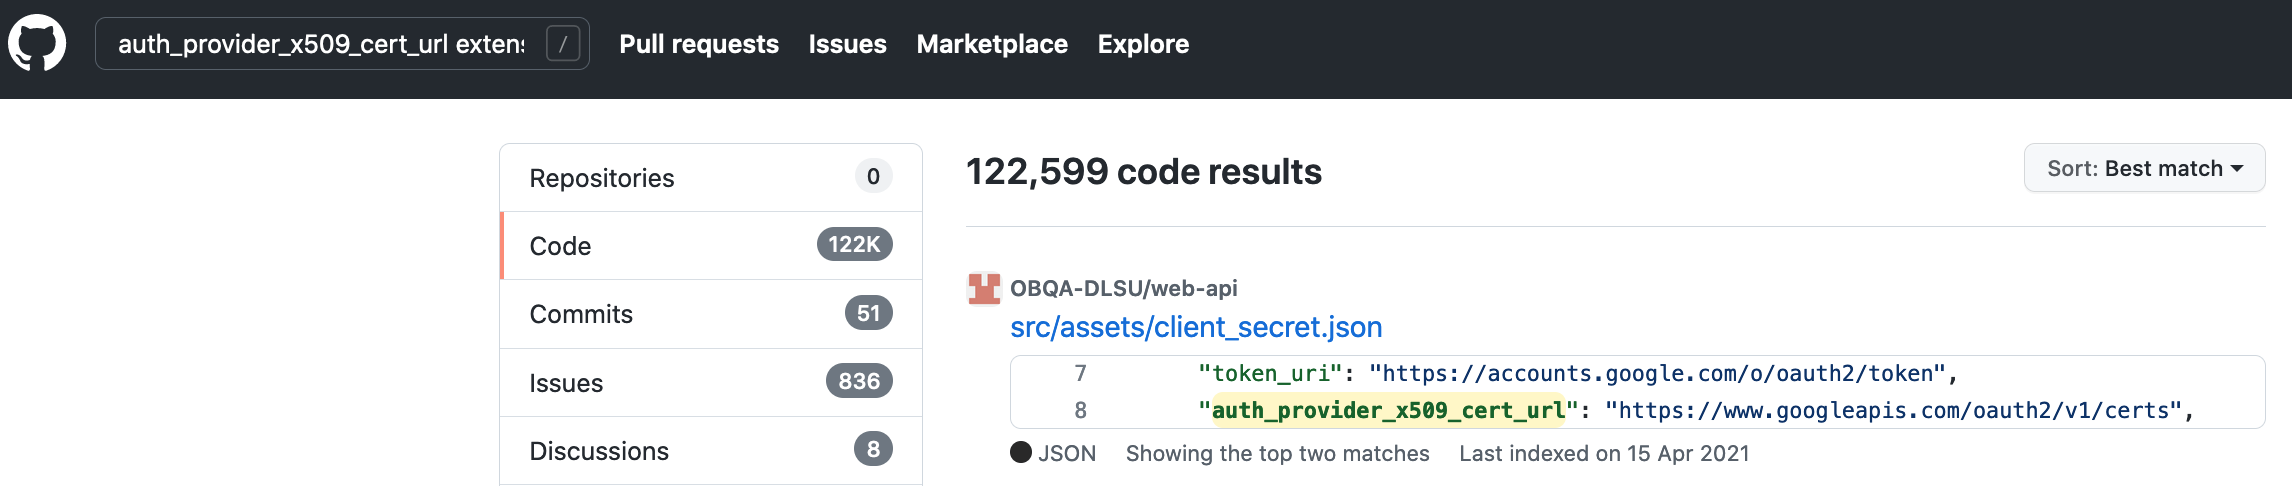 auth_provider_x509_cert_url extens /
Pull requests Issues Marketplace Explore
Repositories 0
Code 122K
Commits 51
Issues 836
Discussions 8
122,599 code results
Sort: Best match
OBQA-DLSU/web-api
src/assets/client_secret.json
7 "token_uri": "https://accounts.google.com/o/oauth2/token",
8 "auth_provider_x509_cert_url": "https://www.googleapis.com/oauth2/v1/certs",
JSON Showing the top two matches Last indexed on 15 Apr 2021